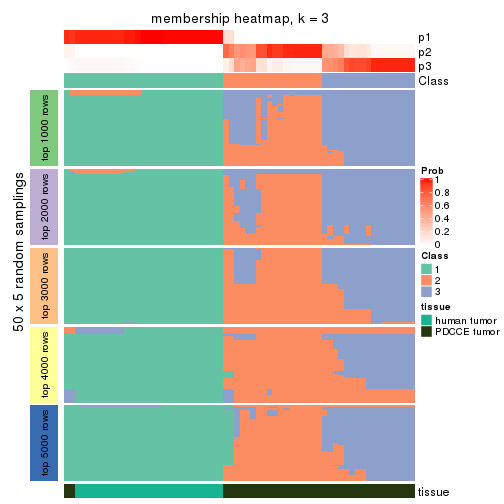 membership heatmap, k = 3
p1
p2
p3
Class
50 x 5 random samplings
top 1000 rows
top 2000 rows
top 3000 rows
top 4000 rows
top 5000 rows
Prob
1
0.8
0.6
0.4
0.2
0
Class
1
2
3
tissue
human tumor
PDCCE tumor
tissue